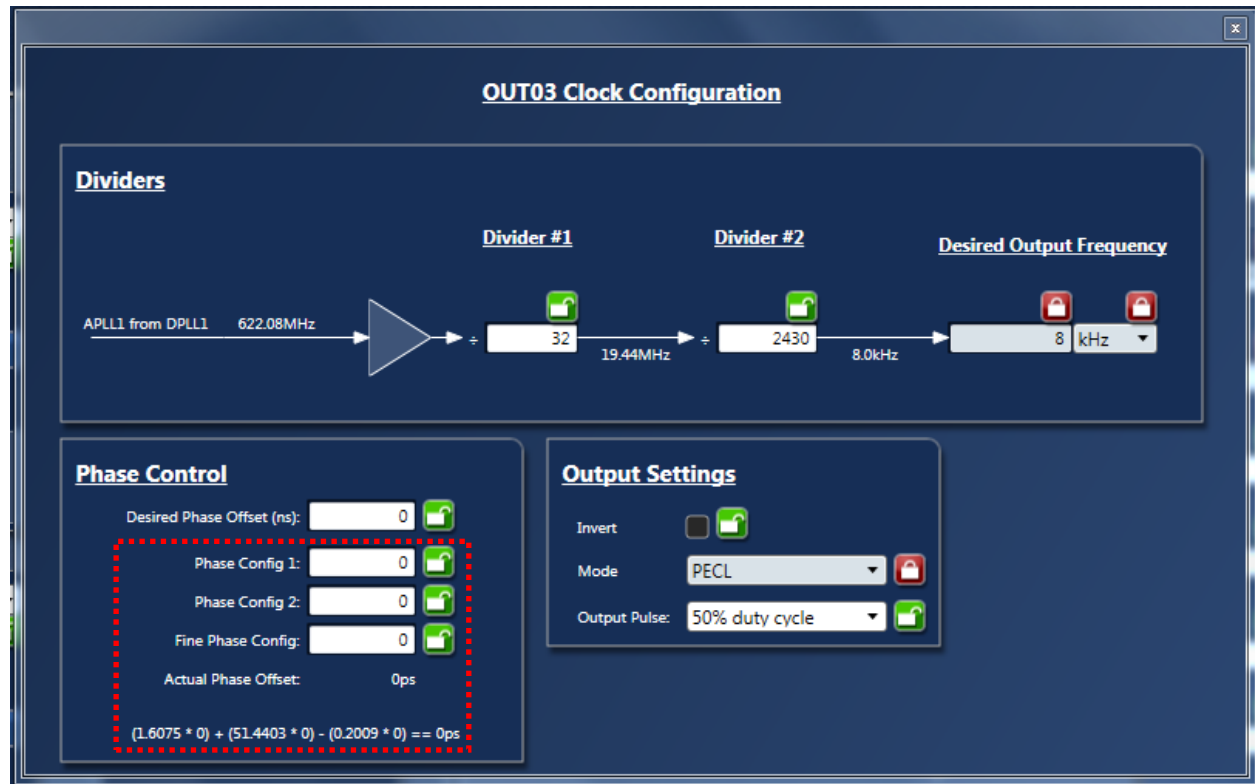 x
OUT03 Clock Configuration
Dividers
Divider #1
Divider #2
Desired Output Frequency
APLL1 from DPLL1 622.08MHz ÷ 32 19.44MHz ÷ 2430 8.0kHz 8 kHz
Phase Control
Desired Phase Offset (ns): 0
Phase Config 1: 0
Phase Config 2: 0
Fine Phase Config: 0
Actual Phase Offset: 0ps
(1.6075 * 0) + (51.4403 * 0) - (0.2009 * 0) == 0ps
Output Settings
Invert
Mode PECL
Output Pulse: 50% duty cycle